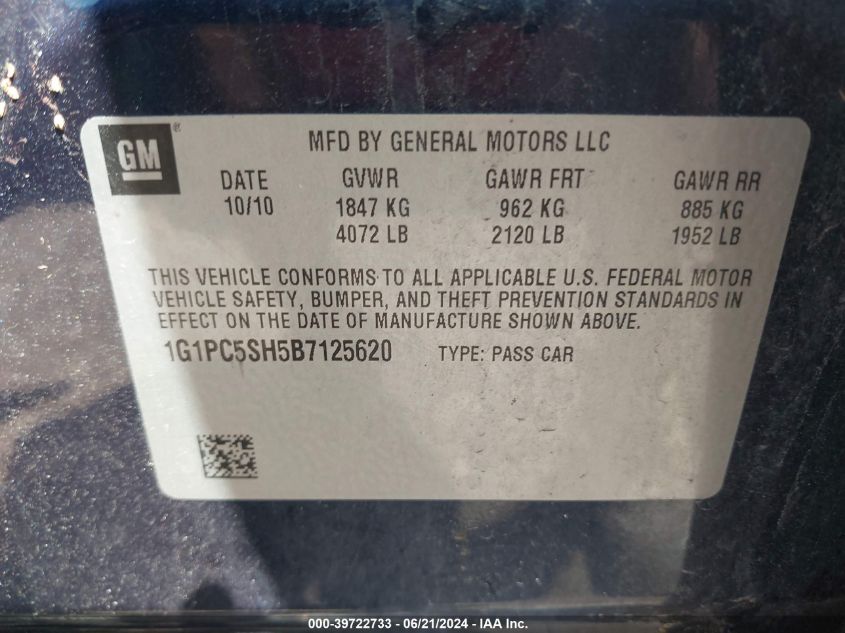 GM®
MFD BY GENERAL MOTORS LLC
DATE GVWR GAWR FRT GAWR RR
10/10 1847 KG 962 KG 885 KG
4072 LB 2120 LB 1952 LB
THIS VEHICLE CONFORMS TO ALL APPLICABLE U.S. FEDERAL MOTOR
VEHICLE SAFETY, BUMPER, AND THEFT PREVENTION STANDARDS IN
EFFECT ON THE DATE OF MANUFACTURE SHOWN ABOVE.
1G1PC5SH5B7125620 TYPE: PASS CAR
000-39722733 - 06/21/2024 - IAA Inc.